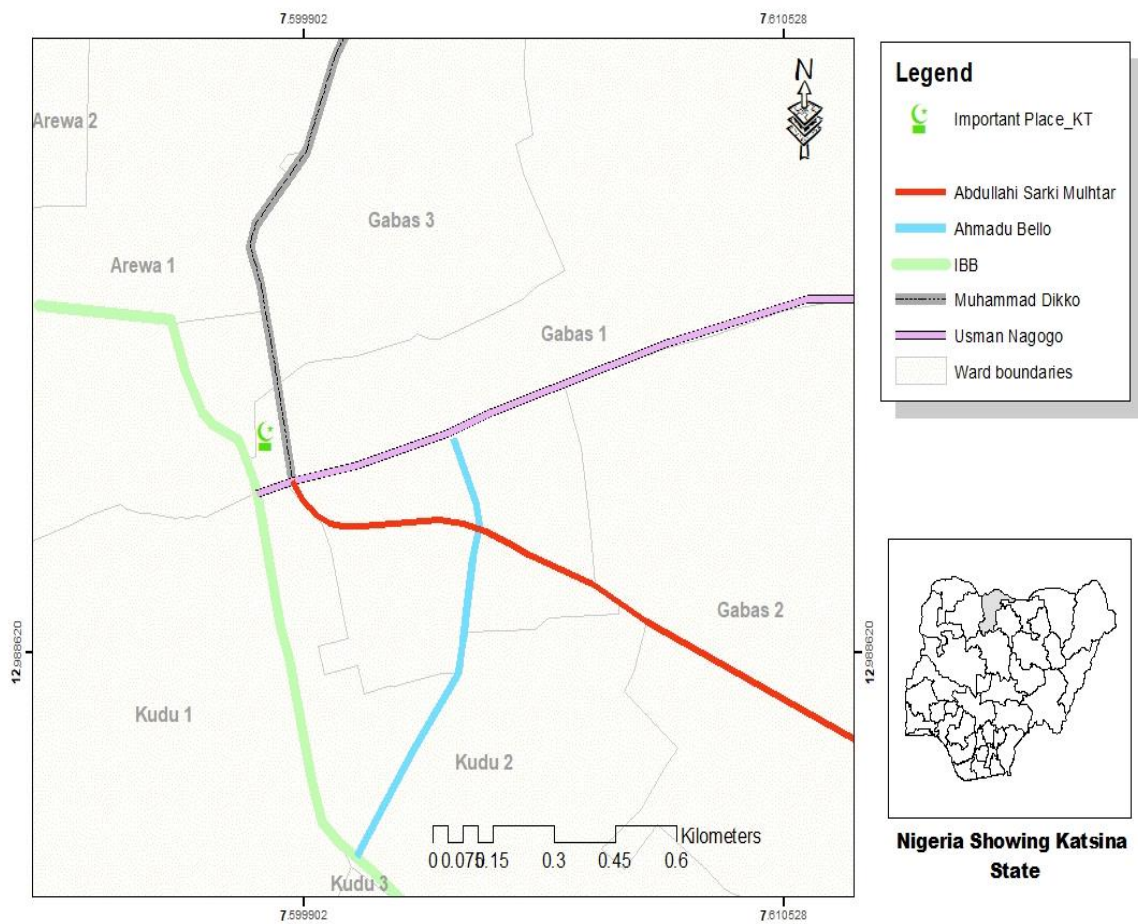 7.599902
7.610528
N
Arewa 2
Gabas 3
Arewa 1
Gabas 1
Gabas 2
12.988620
12.988620
Kudu 1
Kudu 2
Kilometers
0 0.075 0.15 0.3 0.45 0.6
Kudu 3
7.599902
7.610528
Legend
Important Place_KT
Abdullahi Sarki Mulhtar
Ahmadu Bello
IBB
Muhammad Dikko
Usman Nagogo
Ward boundaries
Nigeria Showing Katsina
State